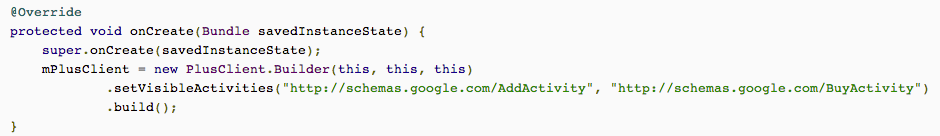 @Override
protected void onCreate(Bundle savedInstanceState) {
    super.onCreate(savedInstanceState);
    mPlusClient = new PlusClient.Builder(this, this, this)
            .setVisibleActivities("http://schemas.google.com/AddActivity", "http://schemas.google.com/BuyActivity")
            .build();
}